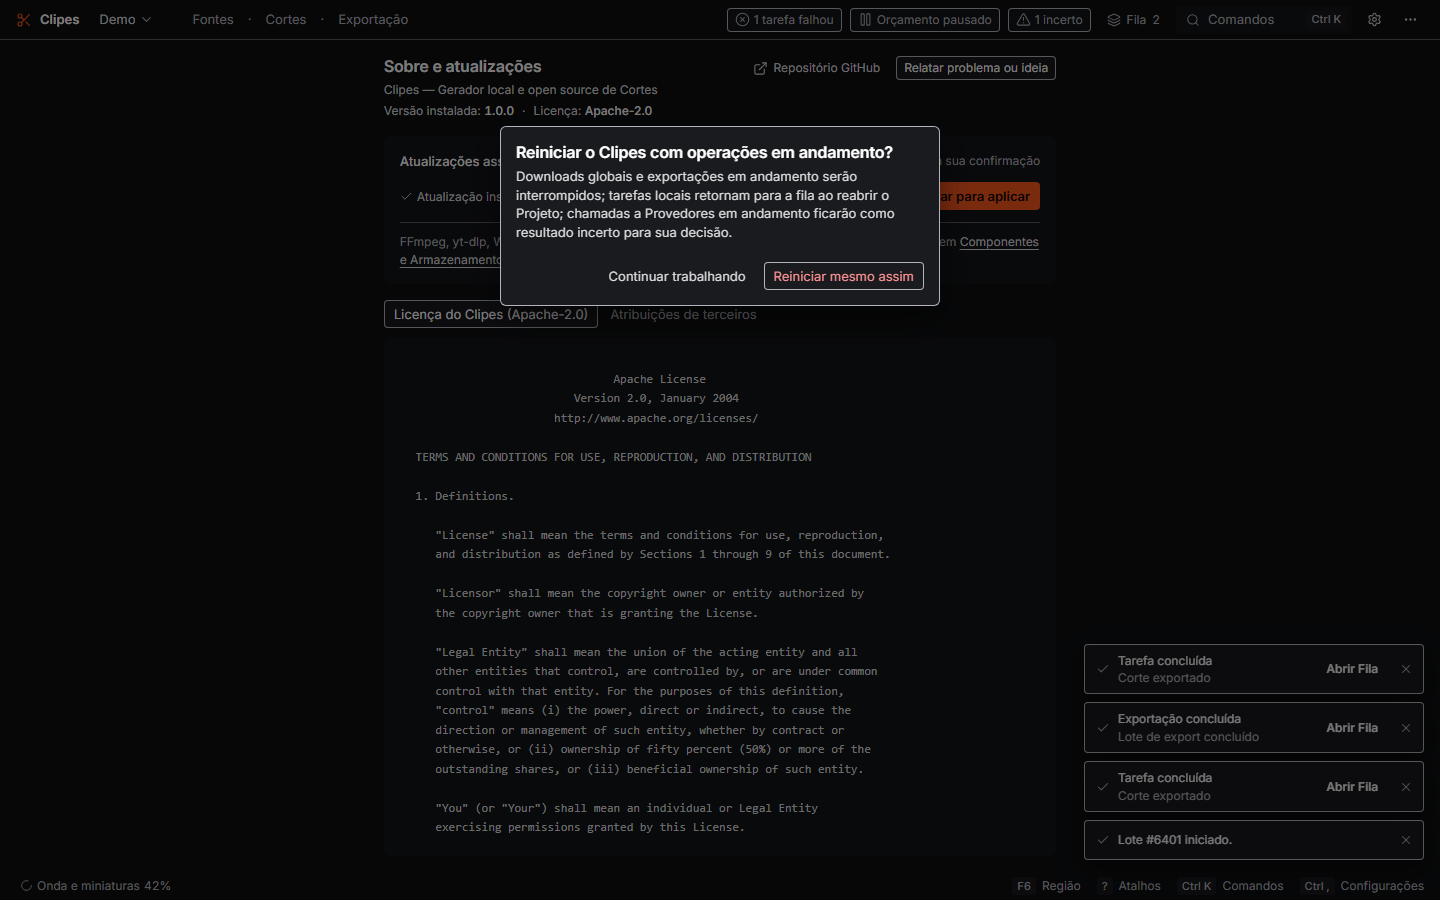 Clipes
Demo
Fontes · Cortes · Exportação
1 tarefa falhou
Orçamento pausado
1 incerto
Fila 2
Comandos
Ctrl K
Sobre e atualizações
Repositório GitHub
Relatar problema ou ideia
Clipes — Gerador local e open source de Cortes
Versão instalada: 1.0.0 · Licença: Apache-2.0
Atualizações
sua confirmação
Atualização
para aplicar
FFmpeg, yt-dlp,
em Componentes
e Armazenamento
Reiniciar o Clipes com operações em andamento?
Downloads globais e exportações em andamento serão
interrompidos; tarefas locais retornam para a fila ao reabrir o
Projeto; chamadas a Provedores em andamento ficarão como
resultado incerto para sua decisão.
Continuar trabalhando
Reiniciar mesmo assim
Licença do Clipes (Apache-2.0)
Atribuições de terceiros
Apache License
Version 2.0, January 2004
http://www.apache.org/licenses/
TERMS AND CONDITIONS FOR USE, REPRODUCTION, AND DISTRIBUTION
1. Definitions.
"License" shall mean the terms and conditions for use, reproduction,
and distribution as defined by Sections 1 through 9 of this document.
"Licensor" shall mean the copyright owner or entity authorized by
the copyright owner that is granting the License.
"Legal Entity" shall mean the union of the acting entity and all
other entities that control, are controlled by, or are under common
control with that entity. For the purposes of this definition,
"control" means (i) the power, direct or indirect, to cause the
direction or management of such entity, whether by contract or
otherwise, or (ii) ownership of fifty percent (50%) or more of the
outstanding shares, or (iii) beneficial ownership of such entity.
"You" (or "Your") shall mean an individual or Legal Entity
exercising permissions granted by this License.
Tarefa concluída
Corte exportado
Abrir Fila
Exportação concluída
Lote de export concluído
Abrir Fila
Tarefa concluída
Corte exportado
Abrir Fila
Lote #6401 iniciado.
Onda e miniaturas 42%
F6 Região
? Atalhos
Ctrl K Comandos
Ctrl , Configurações